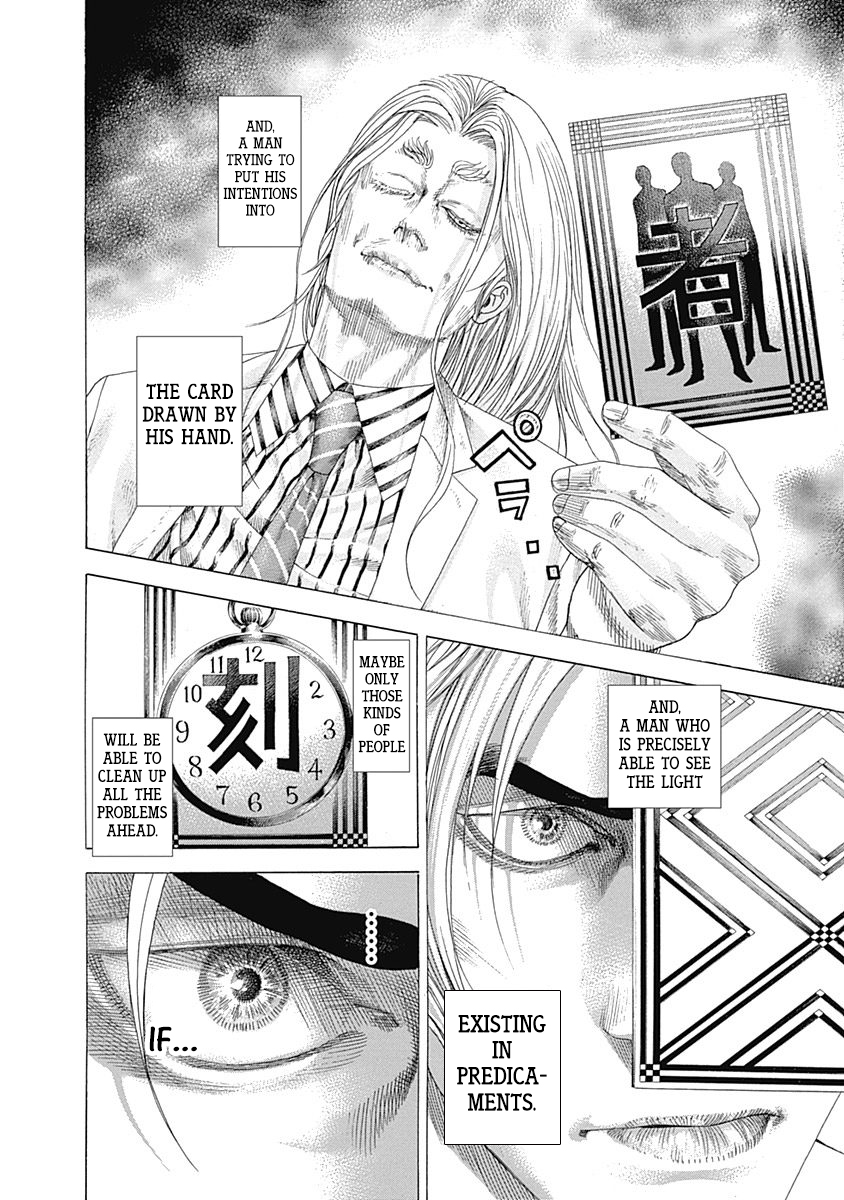 AND,
A MAN
TRYING TO
PUT HIS
INTENTIONS
INTO
者
THE CARD
DRAWN BY
HIS HAND.
ペラ..
AND,
A MAN WHO
IS PRECISELY
ABLE TO SEE
THE LIGHT
EXISTING
IN
PREDICA-
MENTS.
MAYBE
ONLY
THOSE
KINDS
OF
PEOPLE
11 12
10 2
9 3
8 4
7 6 5
刻
WILL BE
ABLE TO
CLEAN UP
ALL THE
PROBLEMS
AHEAD.
IF...